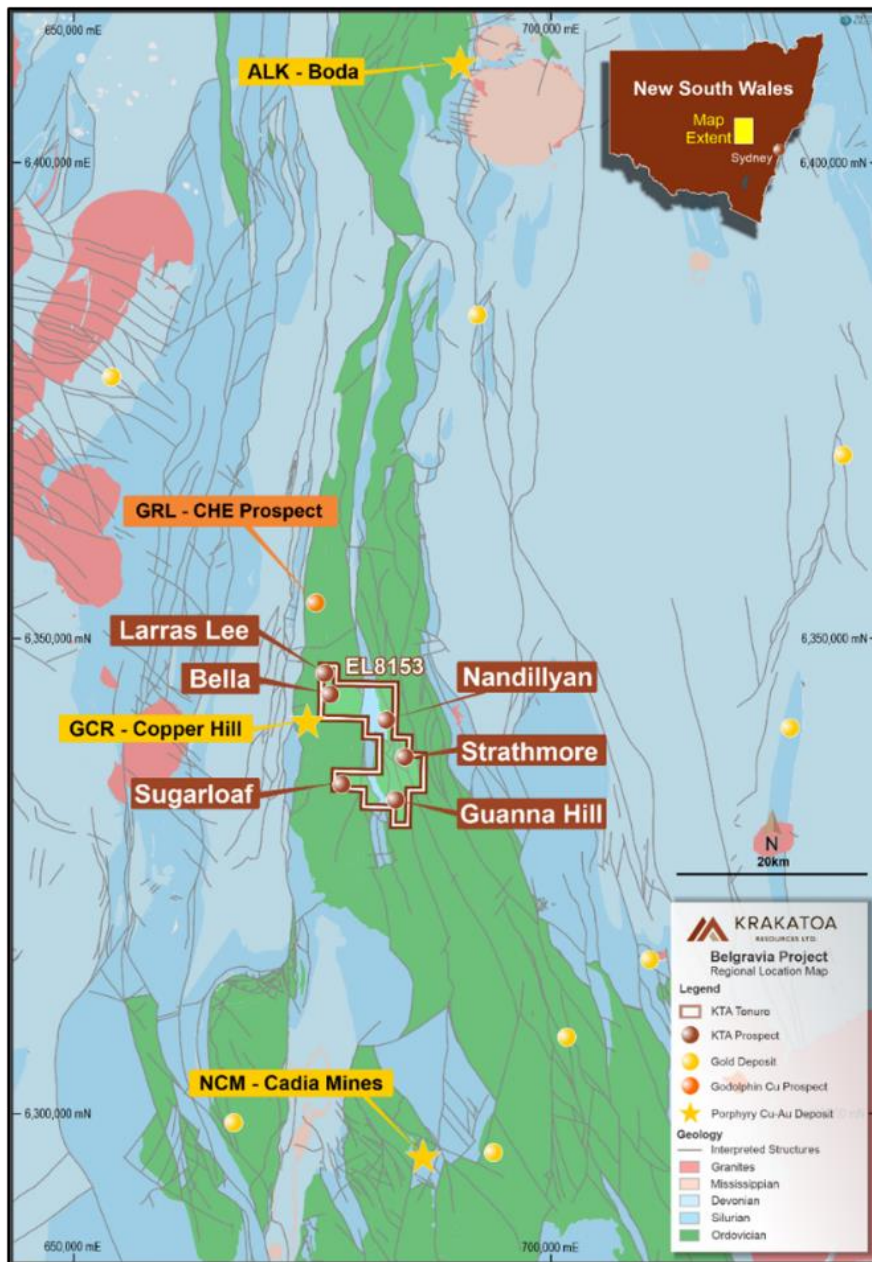 650,000 mE
700,000 mE
ALK - Boda
New South Wales
Map
Extent
Sydney
6,400,000 mE
6,400,000 mN
GRL - CHE Prospect
6,350,000 mN
6,350,000 mN
Larras Lee
EL8153
Bella
Nandillyan
GCR - Copper Hill
Strathmore
Sugarloaf
Guanna Hill
N
20km
KRAKATOA
RESOURCES LTD.
Belgravia Project
Regional Location Map
Legend
KTA Tenure
KTA Prospect
Gold Deposit
Godolphin Cu Prospect
Porphyry Cu-Au Deposit
NCM - Cadia Mines
6,300,000 mN
Geology
Interpreted Structures
Granites
Mississippian
Devonian
Silurian
Ordovician
650,000 mE
700,000 mE